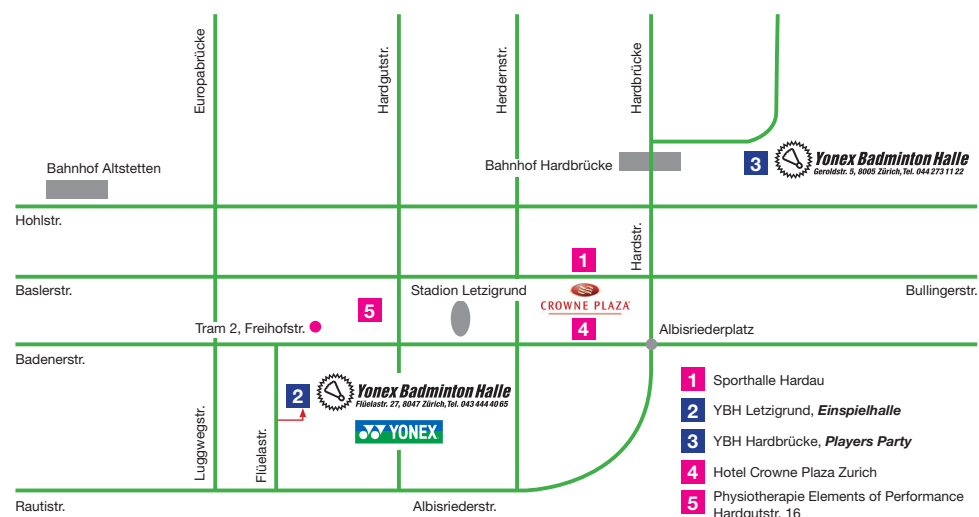 Europabrücke
Hardgutstr.
Herdernstr.
Hardbrücke
Bahnhof Altstetten
Bahnhof Hardbrücke
3
Yonex Badminton Halle
Geroldstr. 5, 8005 Zürich, Tel. 044 273 11 22
Hohlstr.
Hardstr.
1
Baslerstr.
Stadion Letzigrund
CROWNE PLAZA
Bullingerstr.
5
Tram 2, Freihofstr.
4
Albisriederplatz
Badenerstr.
2
Yonex Badminton Halle
Flüelastr. 27, 8047 Zürich, Tel. 043 444 40 65
YONEX
Luggwegstr.
Flüelastr.
1 Sporthalle Hardau
2 YBH Letzigrund, Einspielhalle
3 YBH Hardbrücke, Players Party
4 Hotel Crowne Plaza Zurich
5 Physiotherapie Elements of Performance
Hardgutstr. 16
Rautistr.
Albisriederstr.